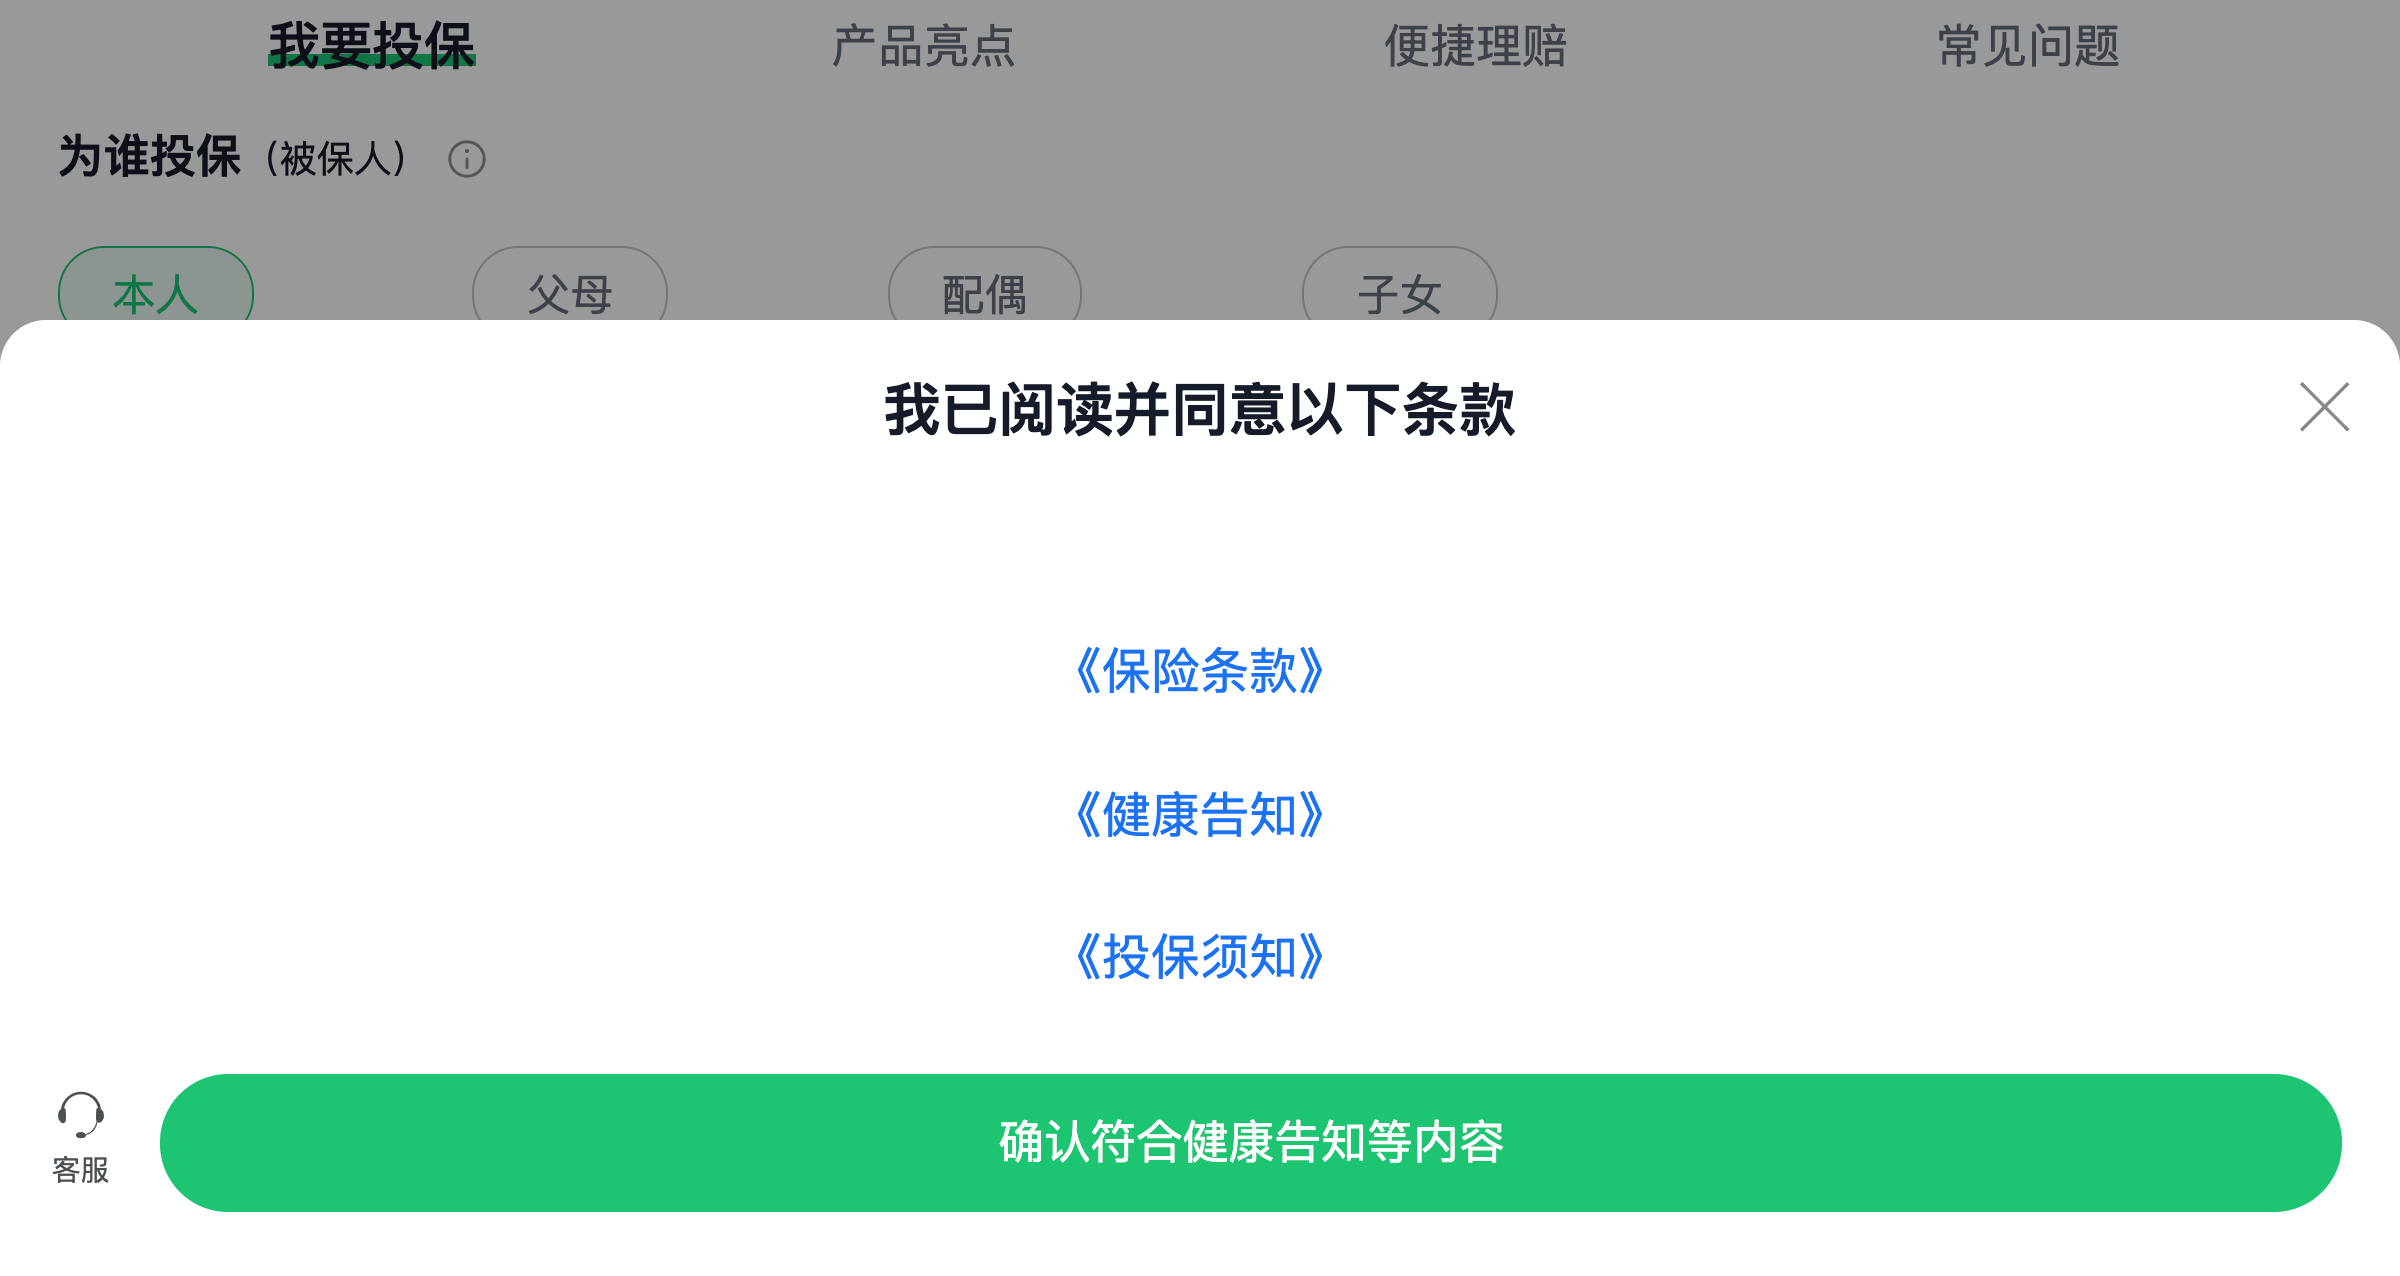 我要投保 产品亮点 便捷理赔 常见问题
为谁投保（被保人）
本人 父母 配偶 子女
我已阅读并同意以下条款
《保险条款》
《健康告知》
《投保须知》
确认符合健康告知等内容
客服